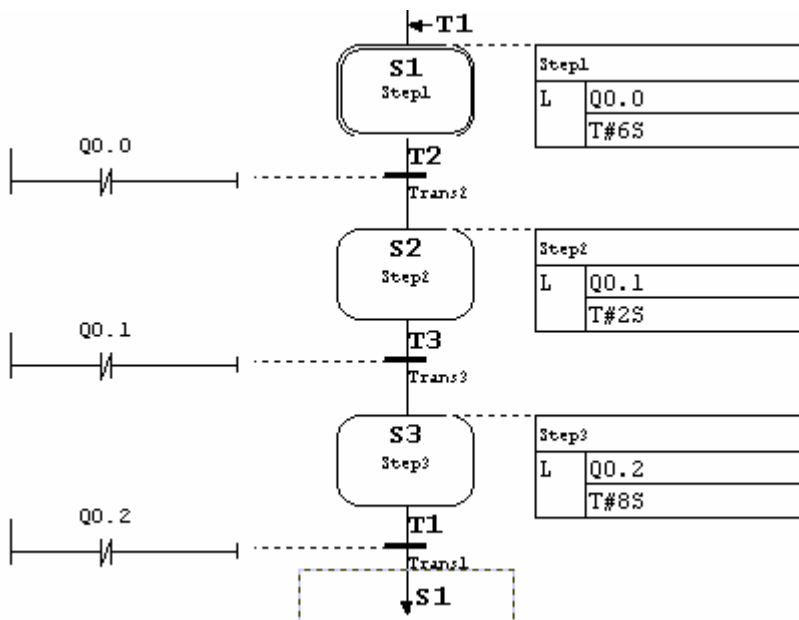 T1
S1
Step1
Step1
L Q0.0
T#6S
Q0.0
T2
Trans2
S2
Step2
Step2
L Q0.1
T#2S
Q0.1
T3
Trans3
S3
Step3
Step3
L Q0.2
T#8S
Q0.2
T1
Trans1
S1